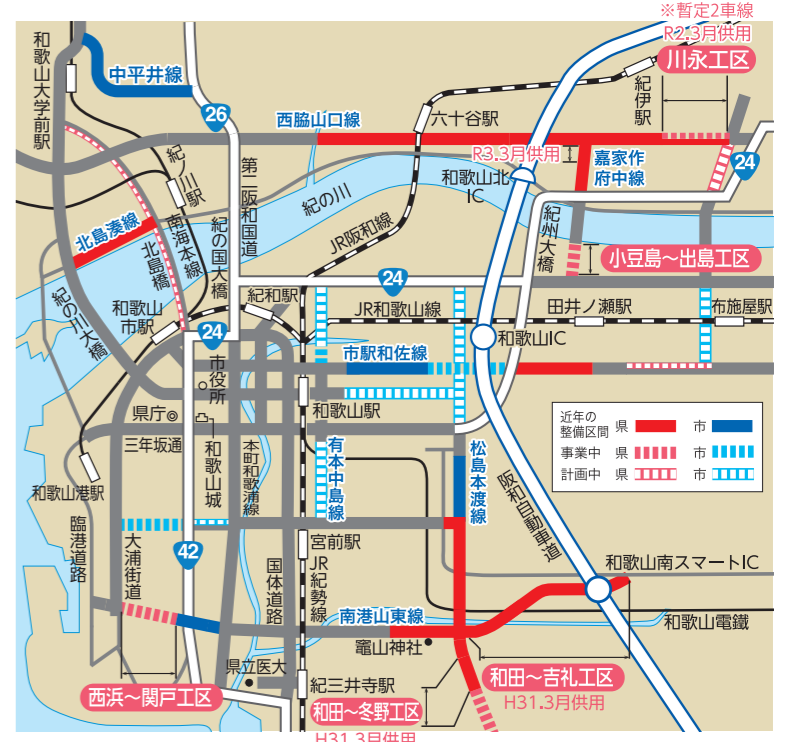 ※暫定2車線
R2.3月供用
川永工区
和歌山大学前駅
中平井線
26
西脇山口線
六十谷駅
紀伊駅
R3.3月供用
嘉家作
府中線
24
和歌山北
IC
紀ノ川駅
第二阪和国道
紀の川
JR阪和線
紀州大橋
北島湊線
北島橋
南海本線
紀の国大橋
小豆島～出島工区
24
紀の川大橋
和歌山
市駅
紀和駅
JR和歌山線
田井ノ瀬駅
布施屋駅
24
和歌山IC
市役所
市駅和佐線
県庁
和歌山駅
三年坂通
和歌山城
本町和歌浦線
有本中島線
松島本渡線
近年の
整備区間 県 市
事業中 県 市
計画中 県 市
和歌山港駅
臨港道路
大浦街道
42
宮前駅
国体道路
JR紀勢線
阪和自動車道
和歌山南スマートIC
南港山東線
竈山神社
和歌山電鐵
県立医大
西浜～関戸工区
紀三井寺駅
和田～冬野工区
H31.3月供用
和田～吉礼工区
H31.3月供用